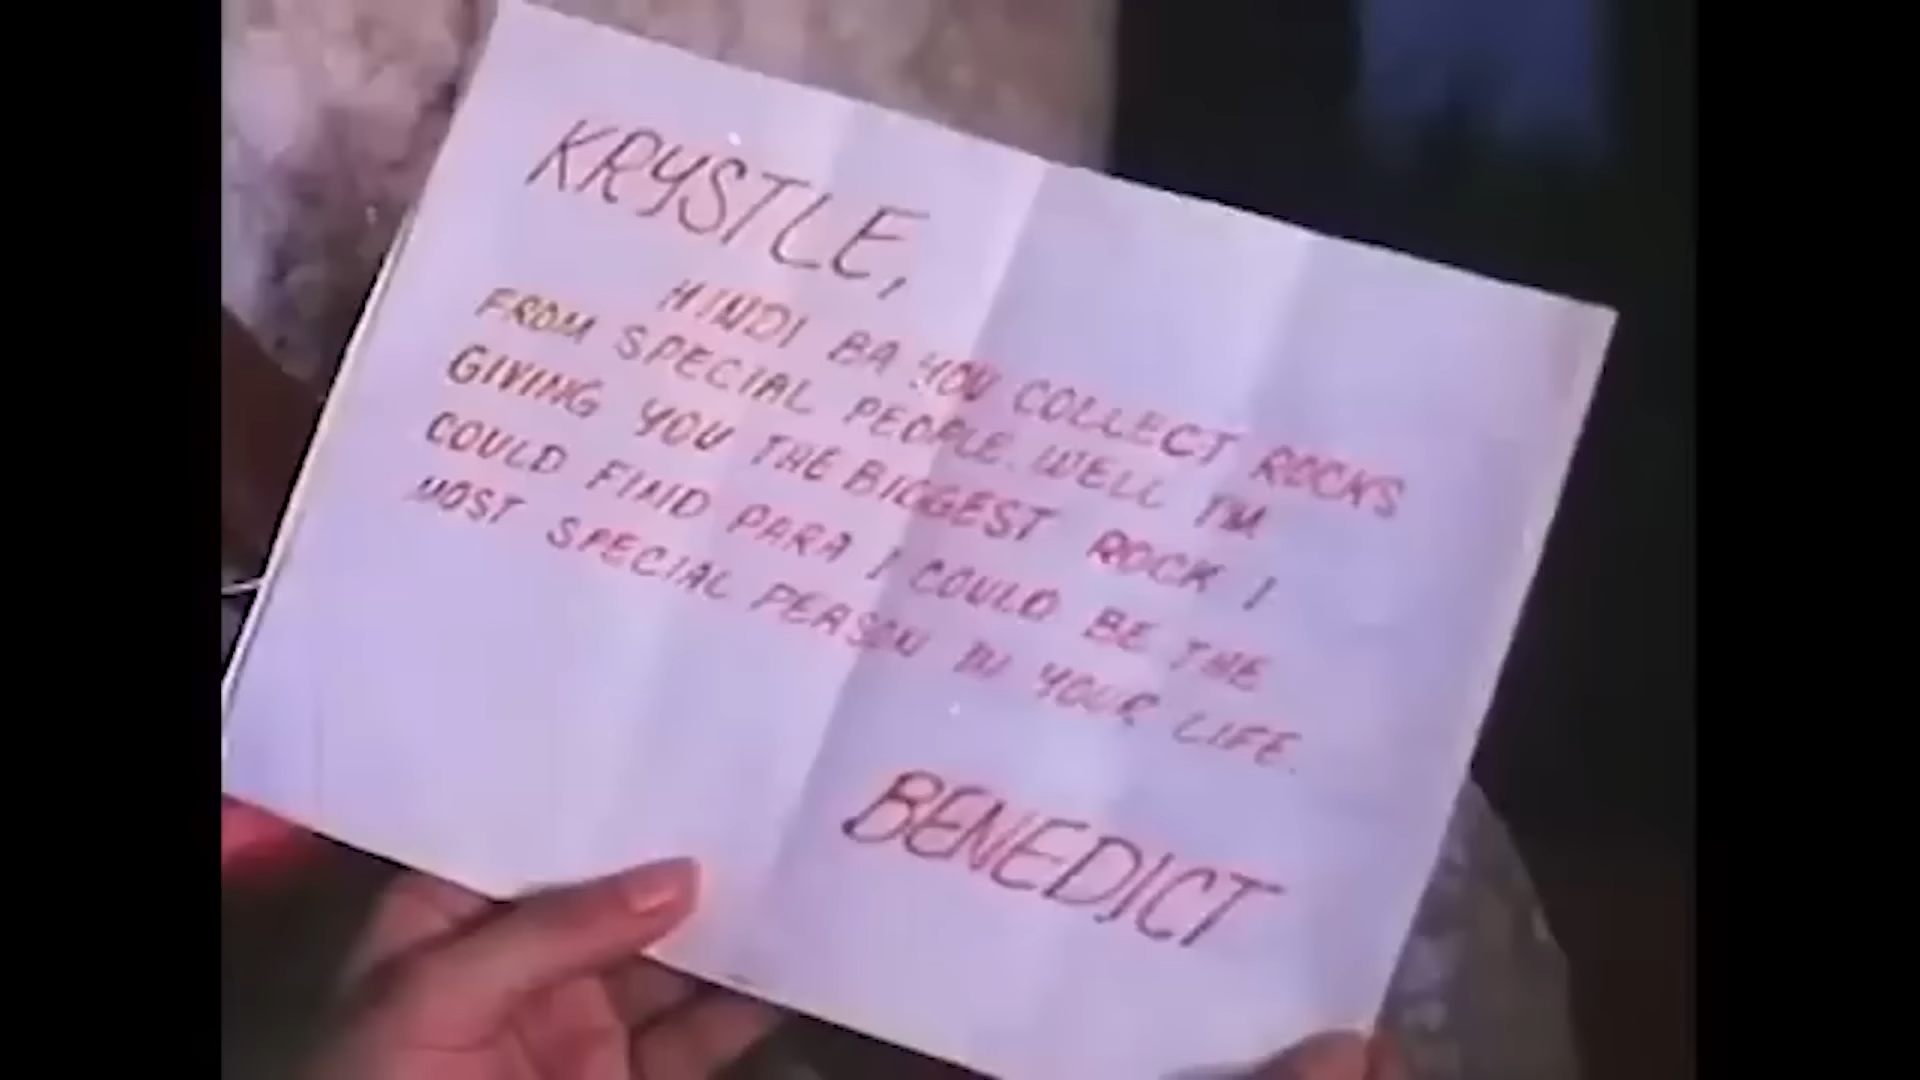 KRYSTLE,
HINDI BA YOU COLLECT ROCKS
FROM SPECIAL PEOPLE. WELL I'M
GIVING YOU THE BIGGEST ROCK I
COULD FIND PARA I COULD BE THE
MOST SPECIAL PERSON IN YOUR LIFE.
BENEDICT